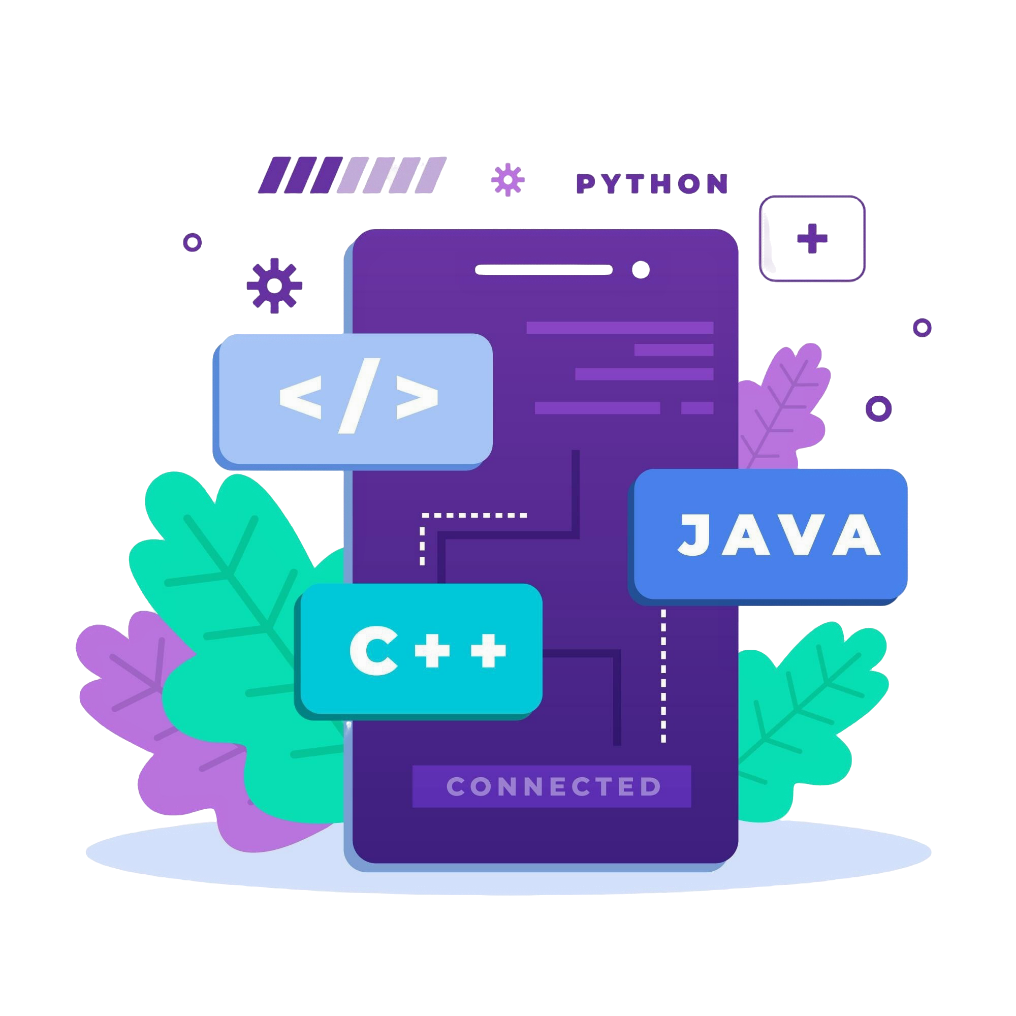 PYTHON
+
</>
JAVA
C++
CONNECTED